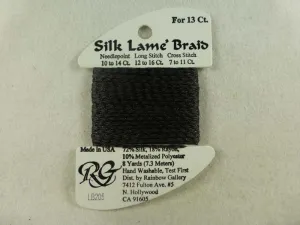 For 13 Ct.
Silk Lame' Braid
Needlepoint Long Stitch Cross Stitch
10 to 14 Ct. 12 to 16 Ct. 7 to 11 Ct.
Made in USA
72% Silk, 18% Rayon,
10% Metalized Polyester
8 Yards (7.3 Meters)
Hand Washable, Test First
Dist. by Rainbow Gallery
7412 Fulton Ave. #5
N. Hollywood
CA 91605
RG
LB205